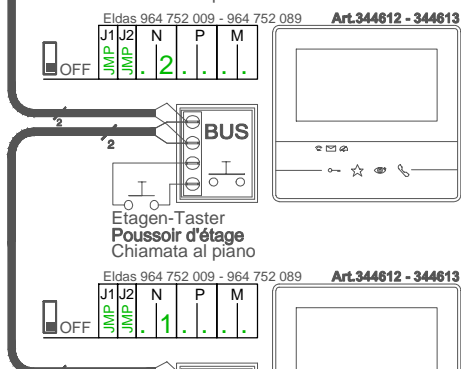 Eldas 964 752 009 - 964 752 089 Art.344612 - 344613
J1 J2 N P M
OFF JMP JMP . 2 . . . .
2
BUS
2
Etagen-Taster
Poussoir d'étage
Chiamata al piano
Eldas 964 752 009 - 964 752 089 Art.344612 - 344613
J1 J2 N P M
OFF JMP JMP . 1 . . . .